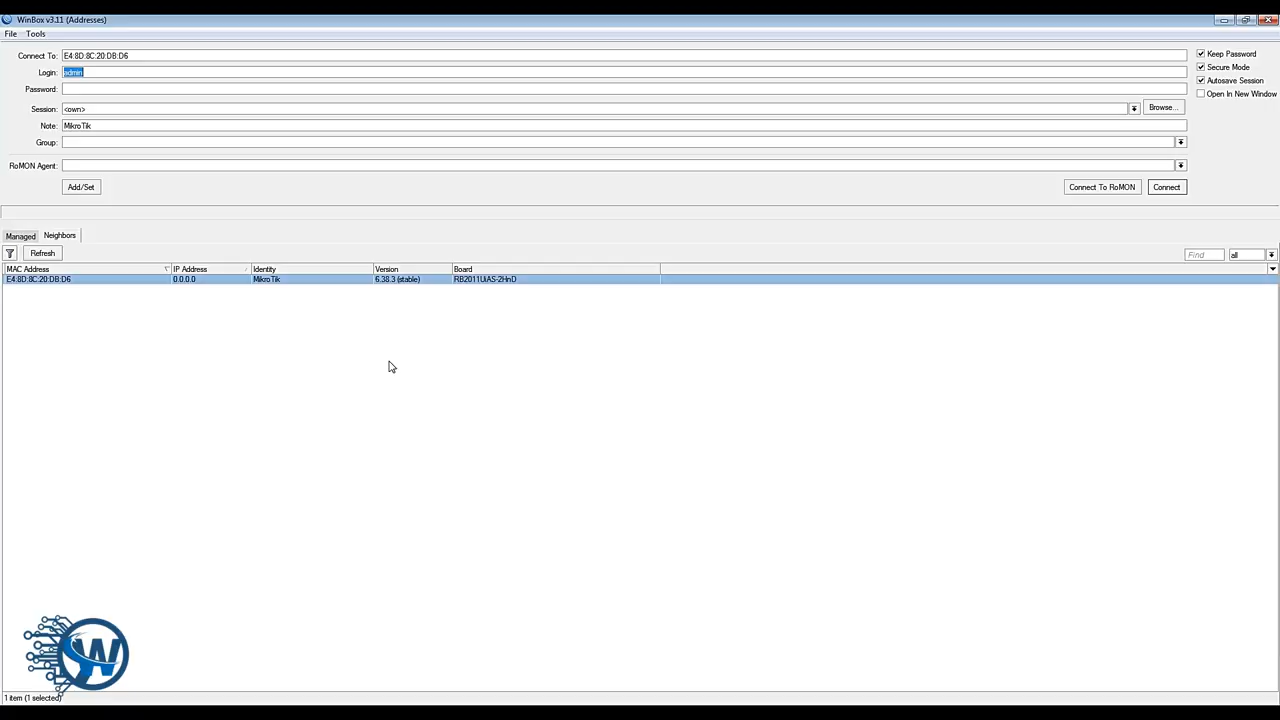 WinBox v3.11 (Addresses)
File Tools
Connect To: E4:8D:8C:20:DB:D6
Keep Password
Login: admin
Secure Mode
Password:
Autosave Session
Open In New Window
Session: <own>
Browse...
Note: MikroTik
Group:
RoMON Agent:
Add/Set
Connect To RoMON Connect
Managed Neighbors
Refresh
Find all
MAC Address IP Address Identity Version Board
E4:8D:8C:20:DB:D6 0.0.0.0 MikroTik 6.38.3 (stable) RB2011UiAS-2HnD
W
1 item (1 selected)